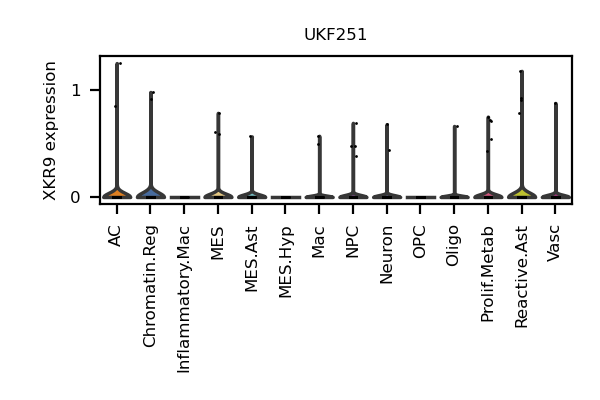 UKF251
XKR9 expression
1
0
AC
Chromatin.Reg
Inflammatory.Mac
MES
MES.Ast
MES.Hyp
Mac
NPC
Neuron
OPC
Oligo
Prolif.Metab
Reactive.Ast
Vasc